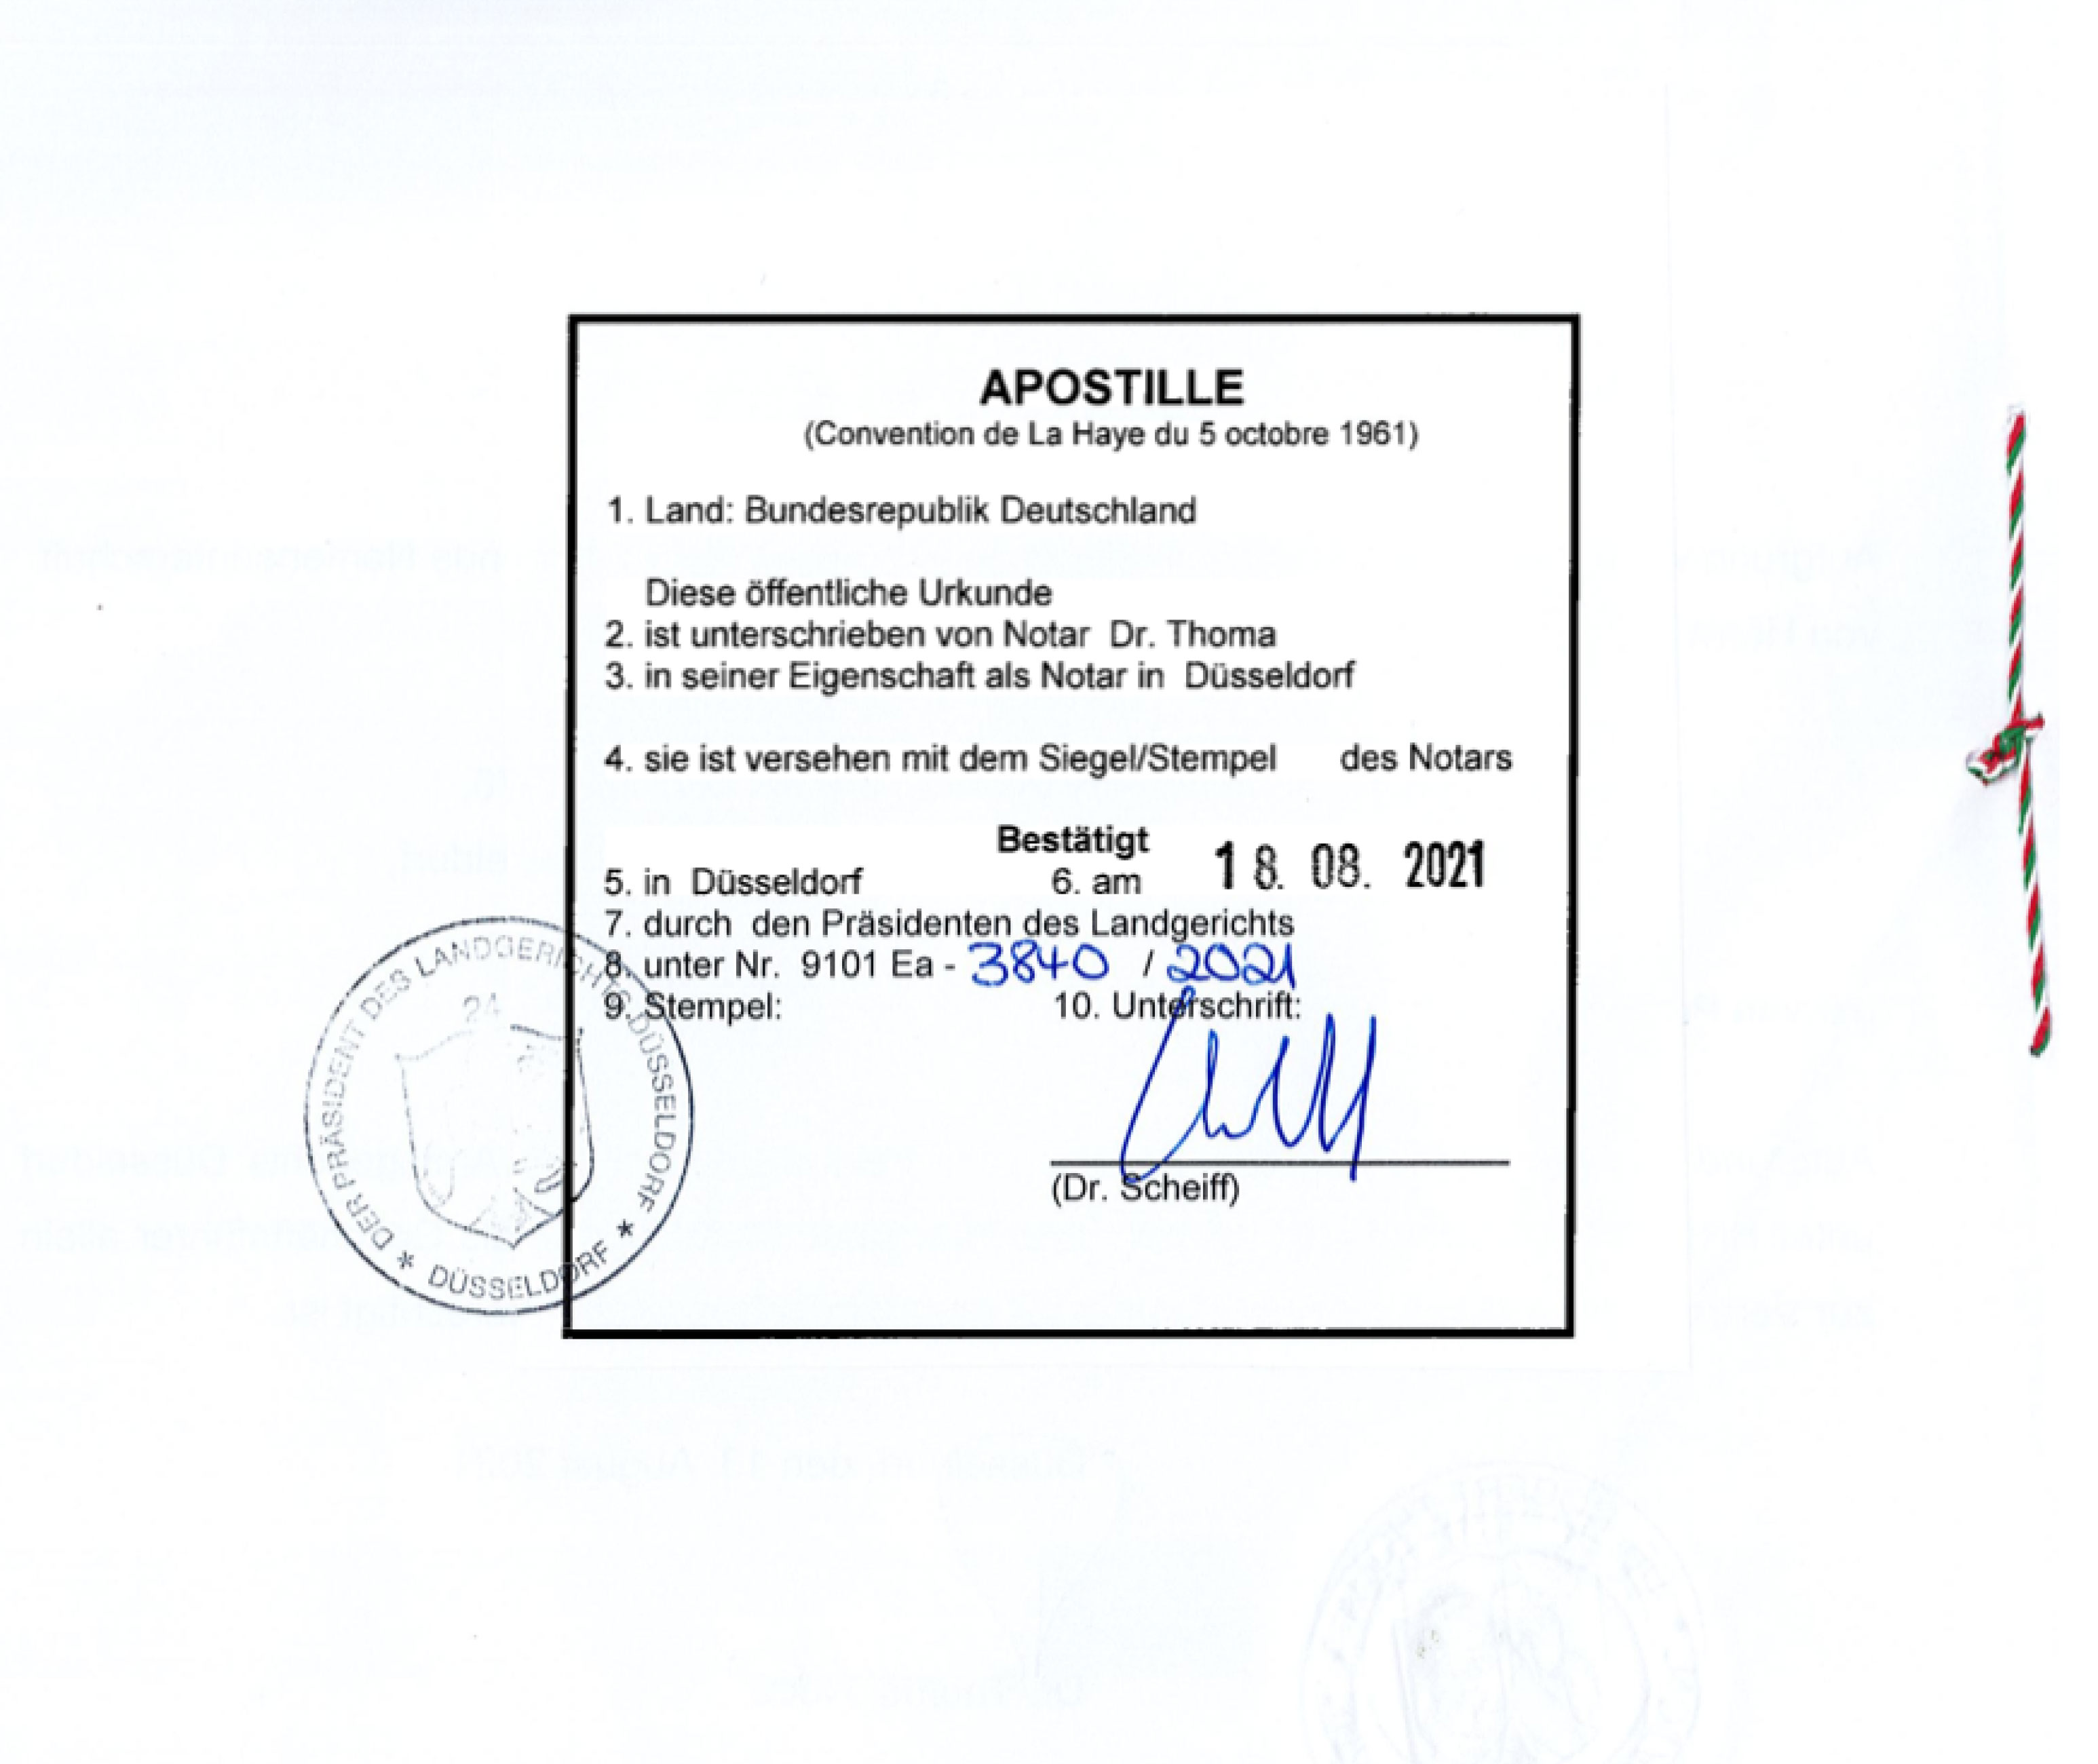 APOSTILLE
(Convention de La Haye du 5 octobre 1961)
1. Land: Bundesrepublik Deutschland
Diese öffentliche Urkunde
2. ist unterschrieben von Notar Dr. Thoma
3. in seiner Eigenschaft als Notar in Düsseldorf
4. sie ist versehen mit dem Siegel/Stempel des Notars
Bestätigt
5. in Düsseldorf 6. am 18. 08. 2021
7. durch den Präsidenten des Landgerichts
8. unter Nr. 9101 Ea - 3840 / 2021
9. Stempel: 10. Unterschrift:
(Dr. Scheiff)
DER PRÄSIDENT DES LANDGERICHTS DÜSSELDORF
24
* DÜSSELDORF *